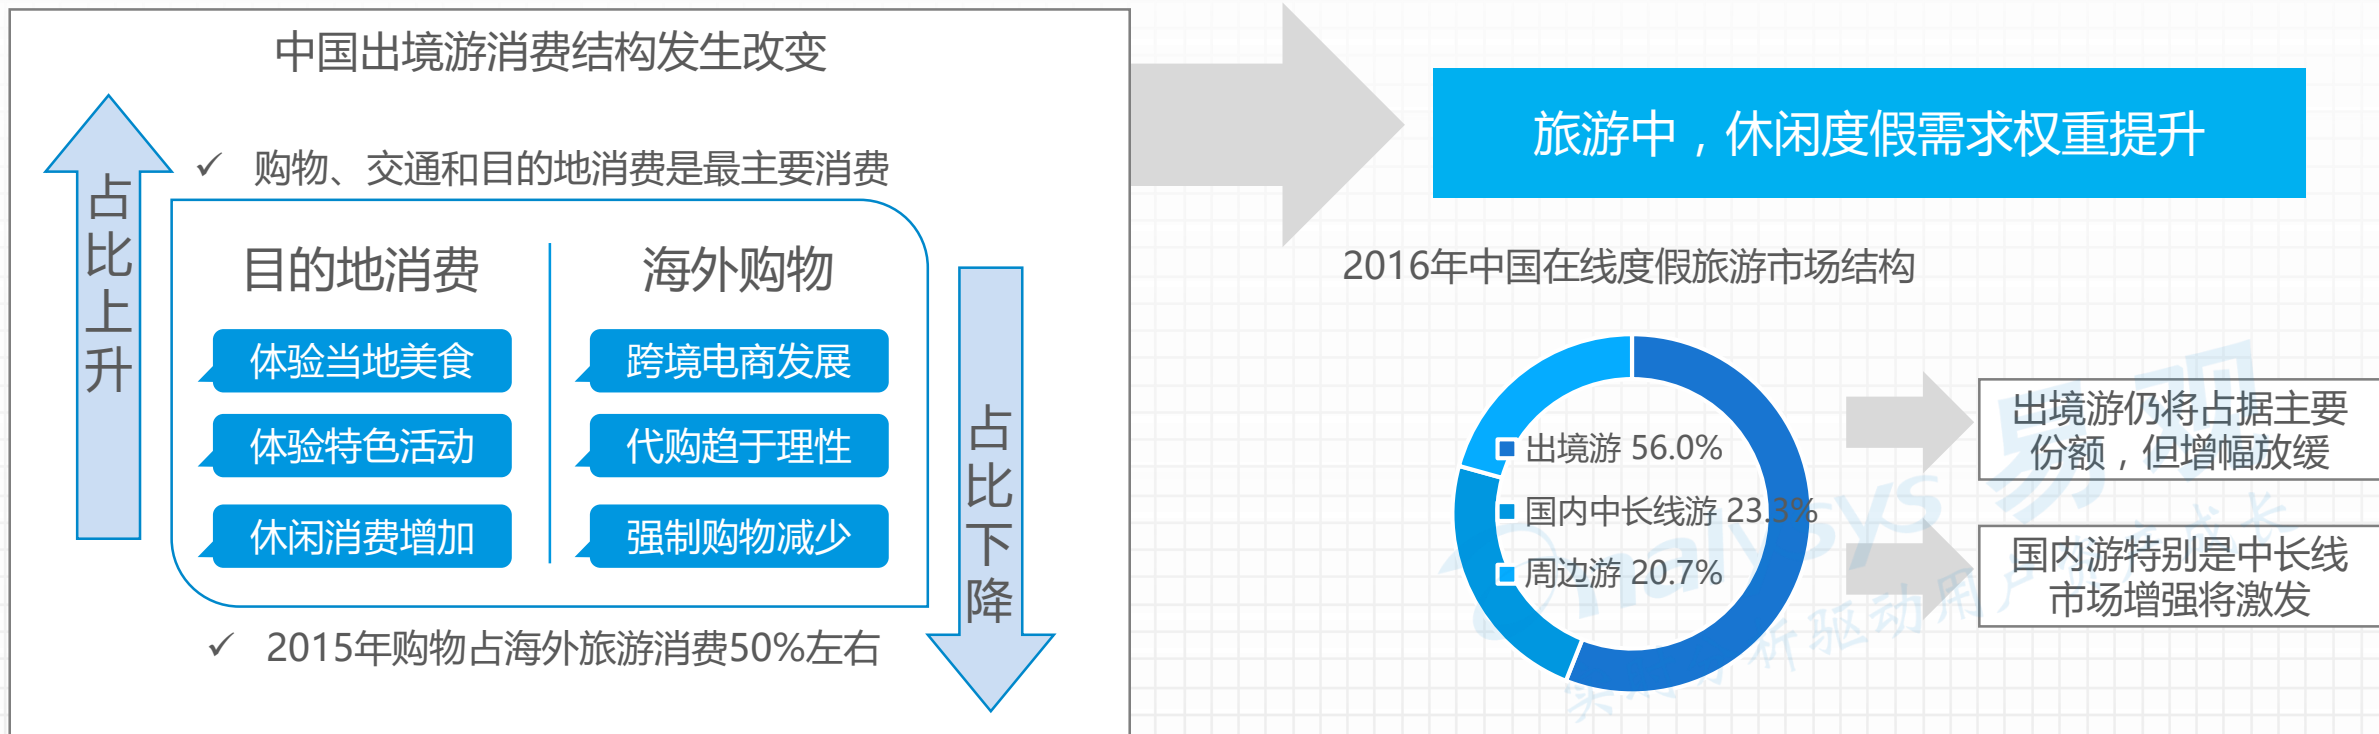 中国出境游消费结构发生改变
占比上升
✓ 购物、交通和目的地消费是最主要消费
目的地消费
体验当地美食
体验特色活动
休闲消费增加
海外购物
跨境电商发展
代购趋于理性
强制购物减少
占比下降
✓ 2015年购物占海外旅游消费50%左右
旅游中，休闲度假需求权重提升
2016年中国在线度假旅游市场结构
出境游 56.0%
国内中长线游 23.3%
周边游 20.7%
出境游仍将占据主要
份额，但增幅放缓
国内游特别是中长线
市场增强将激发
nalysys 易观